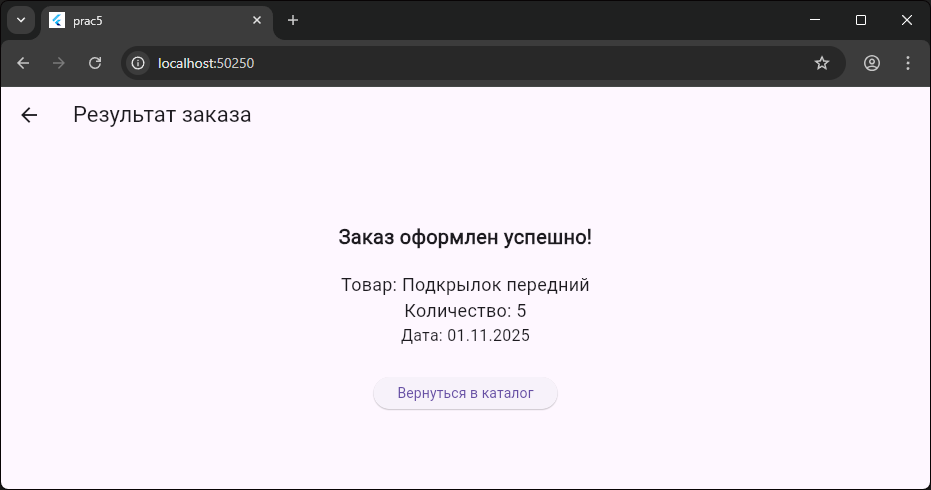 prac5
localhost:50250
Результат заказа
Заказ оформлен успешно!
Товар: Подкрылок передний
Количество: 5
Дата: 01.11.2025
Вернуться в каталог